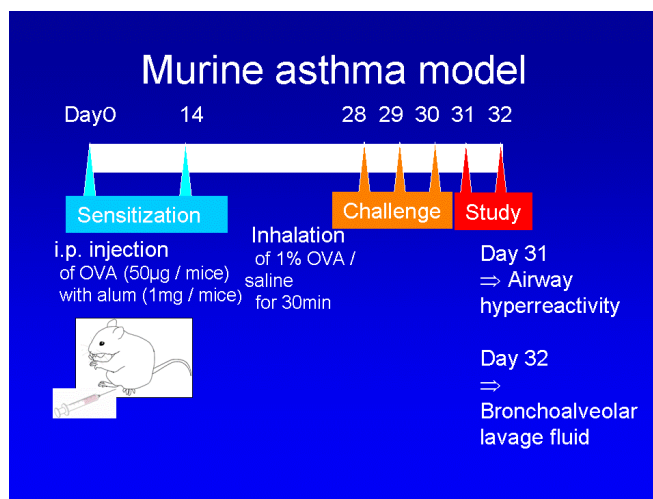 Murine asthma model
Day0 14 28 29 30 31 32
Sensitization Challenge Study
i.p. injection
of OVA (50μg / mice)
with alum (1mg / mice)
Inhalation
of 1% OVA /
saline
for 30min
Day 31
⇒ Airway
hyperreactivity
Day 32
⇒
Bronchoalveolar
lavage fluid